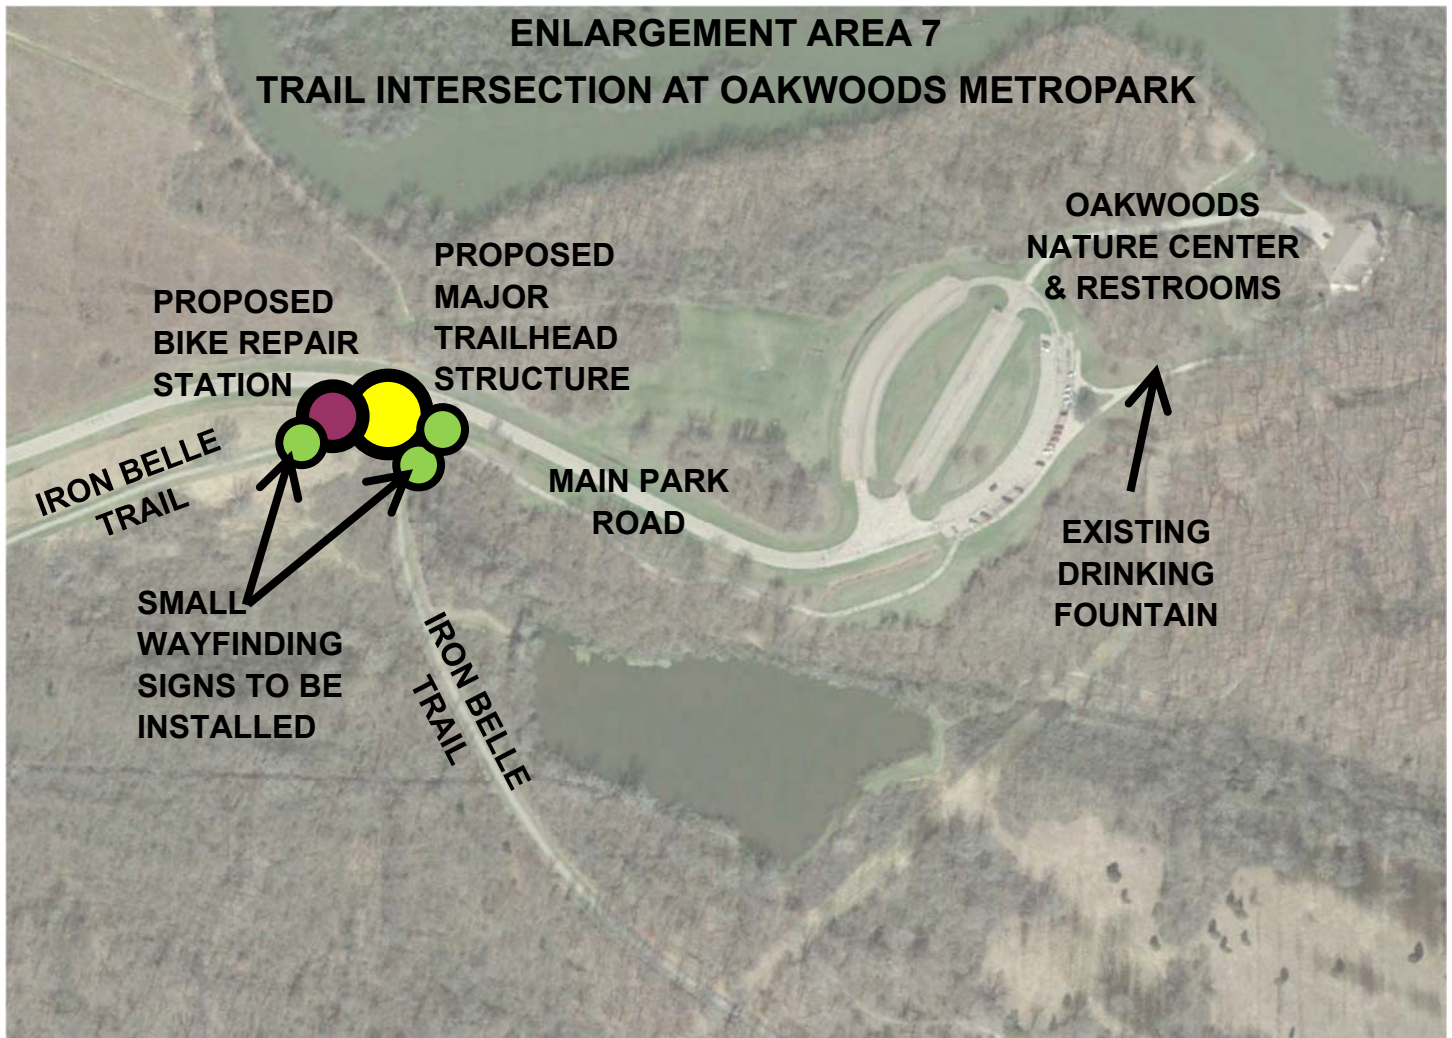 ENLARGEMENT AREA 7
TRAIL INTERSECTION AT OAKWOODS METROPARK
OAKWOODS
NATURE CENTER
& RESTROOMS
PROPOSED
MAJOR
TRAILHEAD
STRUCTURE
PROPOSED
BIKE REPAIR
STATION
IRON BELLE
TRAIL
MAIN PARK
ROAD
EXISTING
DRINKING
FOUNTAIN
SMALL
WAYFINDING
SIGNS TO BE
INSTALLED
IRON BELLE
TRAIL